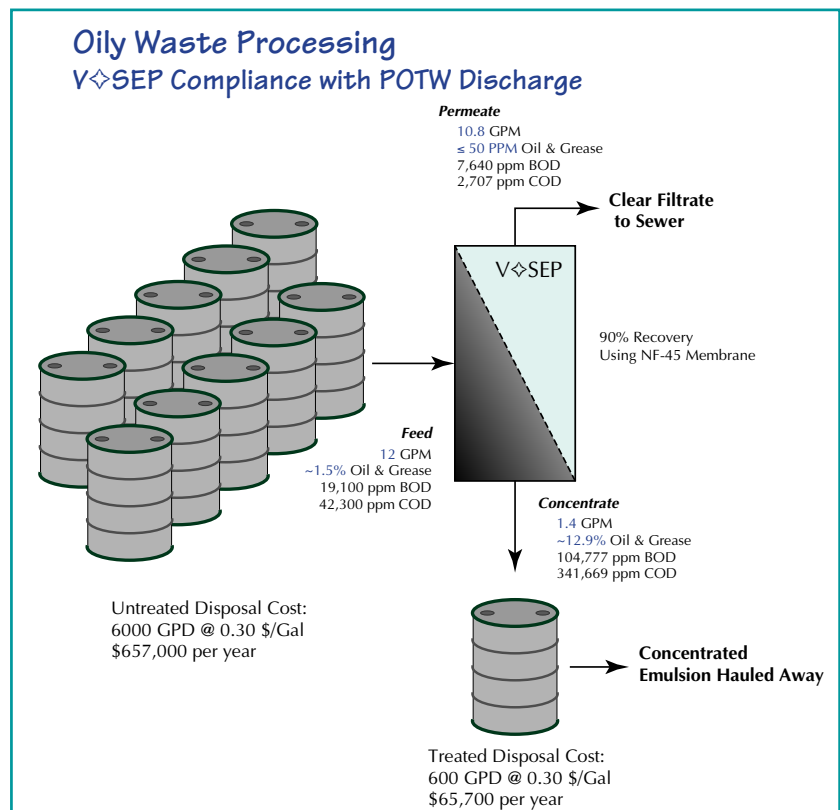 Oily Waste Processing
V✧SEP Compliance with POTW Discharge
Permeate
10.8 GPM
≤ 50 PPM Oil & Grease
7,640 ppm BOD
2,707 ppm COD
Clear Filtrate
to Sewer
V✧SEP
90% Recovery
Using NF-45 Membrane
Feed
12 GPM
~1.5% Oil & Grease
19,100 ppm BOD
42,300 ppm COD
Concentrate
1.4 GPM
~12.9% Oil & Grease
104,777 ppm BOD
341,669 ppm COD
Untreated Disposal Cost:
6000 GPD @ 0.30 $/Gal
$657,000 per year
Concentrated
Emulsion Hauled Away
Treated Disposal Cost:
600 GPD @ 0.30 $/Gal
$65,700 per year